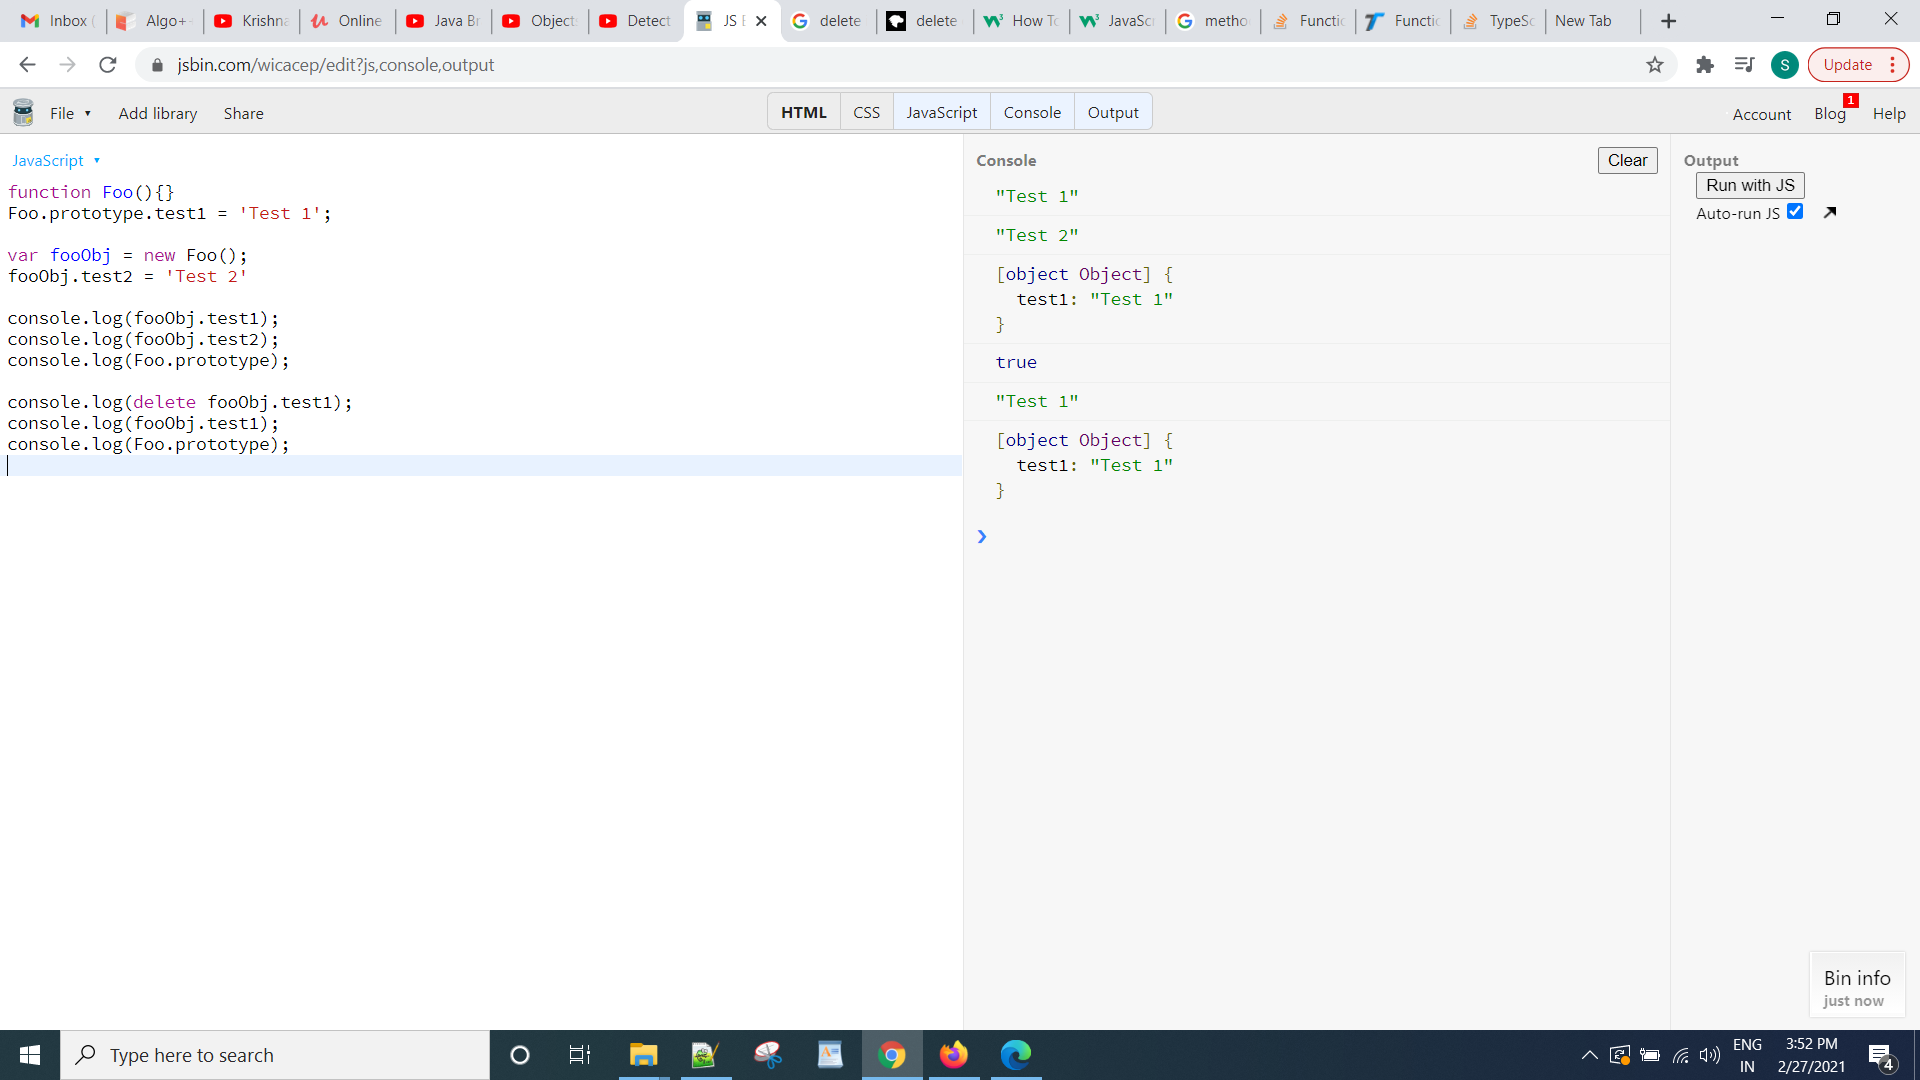 Inbox (
Algo+
Krishna
Online
Java Br
Object
Detect
JS B
delete
delete
How To
JavaScr
metho
Functio
Functio
TypeSc
New Tab
jsbin.com/wicacep/edit?js,console,output
S
Update
File
Add library
Share
HTML
CSS
JavaScript
Console
Output
Account
Blog
1
Help
JavaScript
function Foo(){}
Foo.prototype.test1 = 'Test 1';
var fooObj = new Foo();
fooObj.test2 = 'Test 2'
console.log(fooObj.test1);
console.log(fooObj.test2);
console.log(Foo.prototype);
console.log(delete fooObj.test1);
console.log(fooObj.test1);
console.log(Foo.prototype);
Console
Clear
"Test 1"
"Test 2"
[object Object] {
test1: "Test 1"
}
true
"Test 1"
[object Object] {
test1: "Test 1"
}
Output
Run with JS
Auto-run JS
Bin info
just now
Type here to search
ENG
IN
3:52 PM
2/27/2021
4